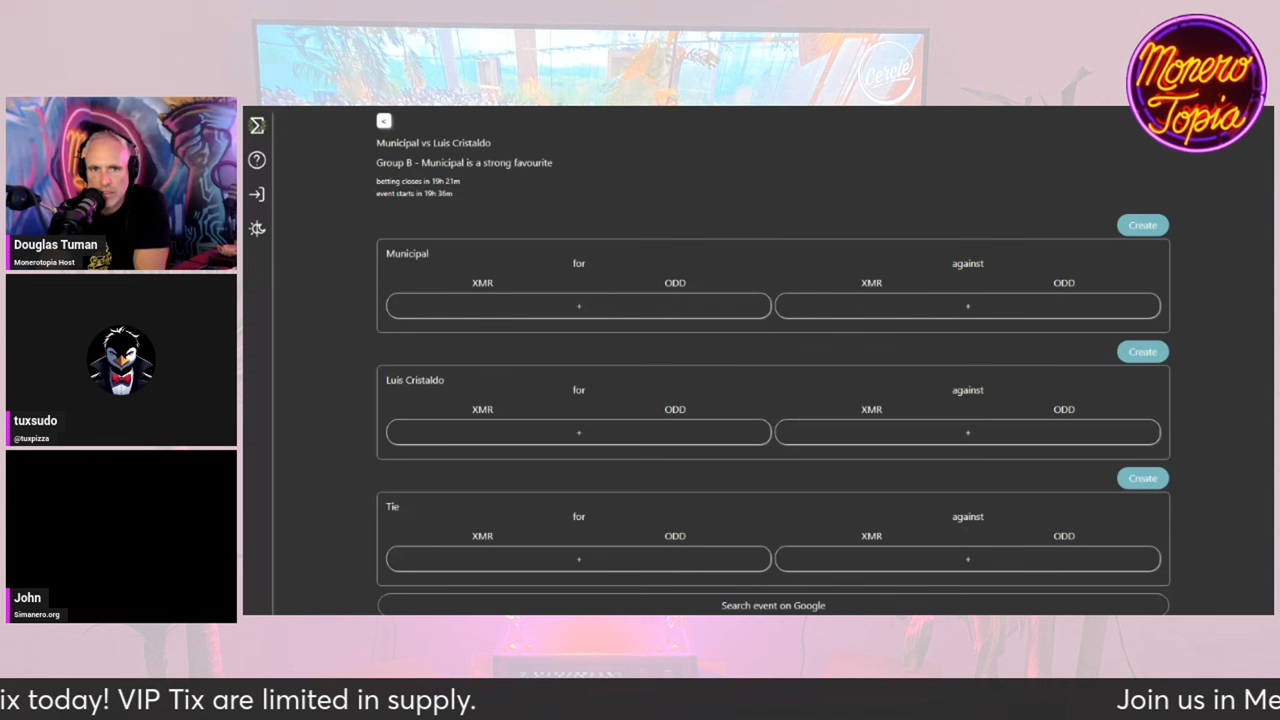 Cercle
Monero
Topia
<
Municipal vs Luis Cristaldo
Group B - Municipal is a strong favourite
betting closes in 19h 21m
event starts in 19h 36m
Create
Municipal
for
against
XMR
ODD
XMR
ODD
+
+
Create
Luis Cristaldo
for
against
XMR
ODD
XMR
ODD
+
+
Create
Tie
for
against
XMR
ODD
XMR
ODD
+
+
Search event on Google
Douglas Tuman
Monerotopia Host
tuxsudo
@tuxpizza
John
Simanero.org
ix today! VIP Tix are limited in supply.
Join us in Me